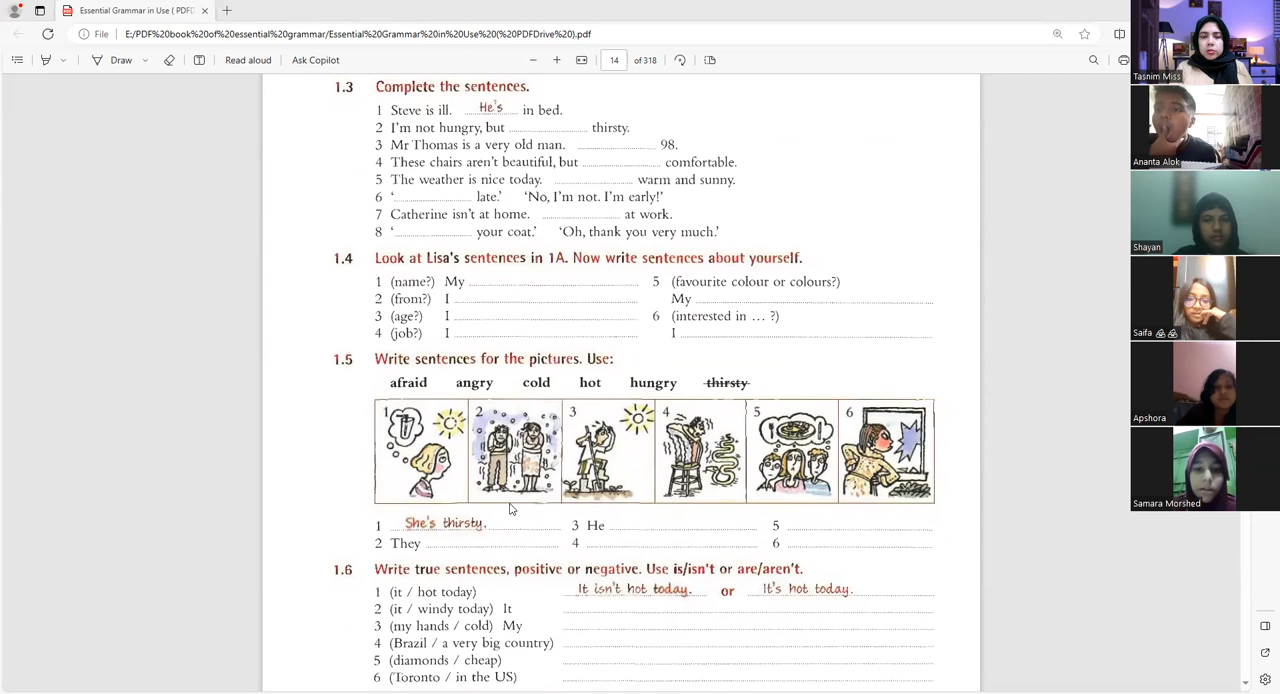 Essential Grammar in Use ( PDFD
File E:/PDF%20book%20of%20essential%20grammar/Essential%20Grammar%20in%20Use%20(%20PDFDrive%20).pdf
Draw Read aloud Ask Copilot 14 of 318
1.3 Complete the sentences.
1 Steve is ill. He's in bed.
2 I'm not hungry, but thirsty.
3 Mr Thomas is a very old man. 98.
4 These chairs aren't beautiful, but comfortable.
5 The weather is nice today. warm and sunny.
6 ' late.' 'No, I'm not. I'm early!'
7 Catherine isn't at home. at work.
8 ' your coat.' 'Oh, thank you very much.'
1.4 Look at Lisa's sentences in 1A. Now write sentences about yourself.
1 (name?) My 5 (favourite colour or colours?)
2 (from?) I My
3 (age?) I 6 (interested in ... ?)
4 (job?) I I
1.5 Write sentences for the pictures. Use:
afraid angry cold hot hungry thirsty
1 2 3 4 5 6
1 She's thirsty. 3 He 5
2 They 4 6
1.6 Write true sentences, positive or negative. Use is/isn't or are/aren't.
1 (it / hot today) It isn't hot today. or It's hot today.
2 (it / windy today) It
3 (my hands / cold) My
4 (Brazil / a very big country)
5 (diamonds / cheap)
6 (Toronto / in the US)
Tasnim Miss
Ananta Alok
Shayan
Saifa
Apshora
Samara Morshed